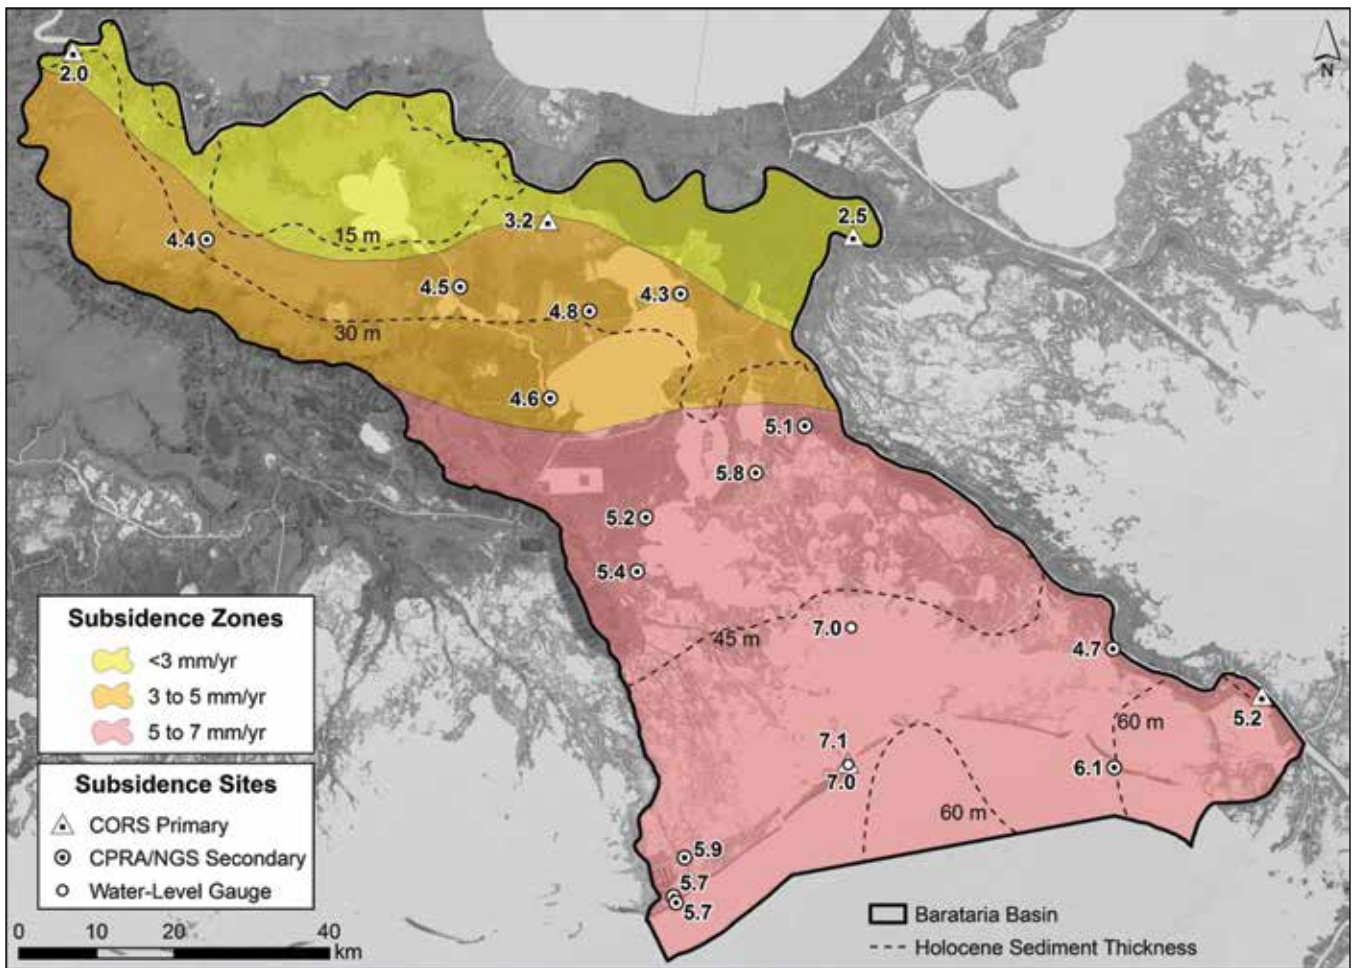 N
2.0
2.5
3.2
4.4
15 m
4.5
4.3
4.8
30 m
4.6
5.1
5.8
5.2
5.4
7.0
45 m
4.7
5.2
60 m
7.1
6.1
7.0
60 m
5.9
5.7
5.7
Subsidence Zones
<3 mm/yr
3 to 5 mm/yr
5 to 7 mm/yr
Subsidence Sites
CORS Primary
CPRA/NGS Secondary
Water-Level Gauge
0 10 20 40
km
Barataria Basin
Holocene Sediment Thickness